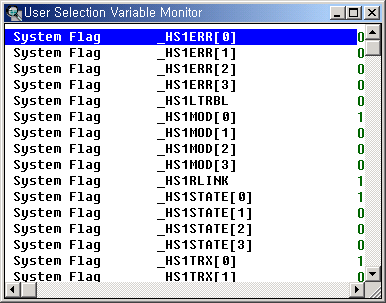 User Selection Variable Monitor
System Flag _HS1ERR[0] 0
System Flag _HS1ERR[1] 0
System Flag _HS1ERR[2] 0
System Flag _HS1ERR[3] 0
System Flag _HS1LTRBL 0
System Flag _HS1MOD[0] 1
System Flag _HS1MOD[1] 0
System Flag _HS1MOD[2] 0
System Flag _HS1MOD[3] 0
System Flag _HS1RLINK 1
System Flag _HS1STATE[0] 1
System Flag _HS1STATE[1] 0
System Flag _HS1STATE[2] 0
System Flag _HS1STATE[3] 0
System Flag _HS1TRX[0] 1
System Flag _HS1TRX[1] 0